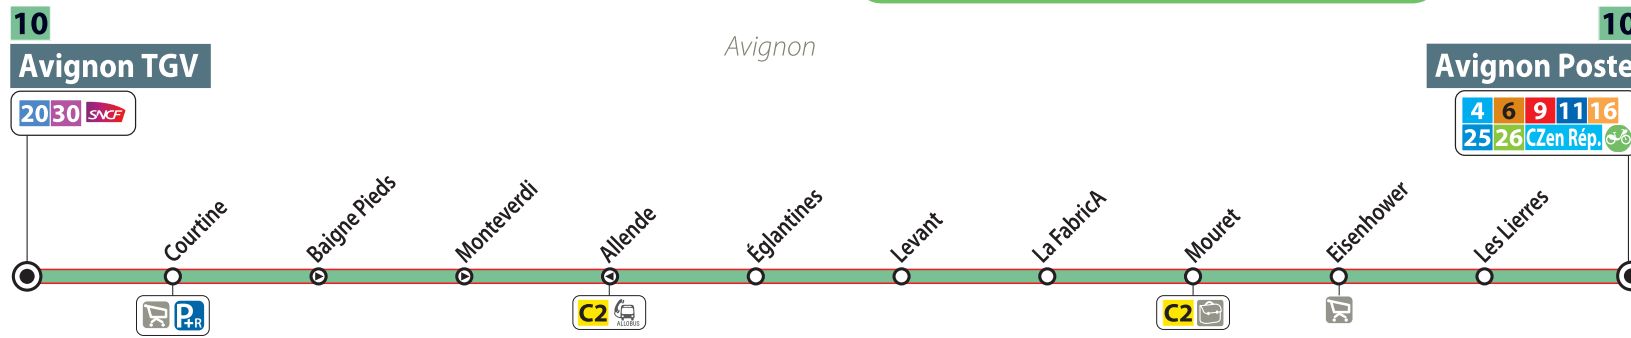 10
Avignon TGV
20 30 SNCF
Avignon
10
Avignon Poste
4 6 9 11 16
25 26 CZen Rép.
Courtine
Baigne Pieds
Monteverdi
Allende
Églantines
Levant
La FabricA
Mouret
Eisenhower
Les Lierres
P+R
C2 ALLOBUS
C2